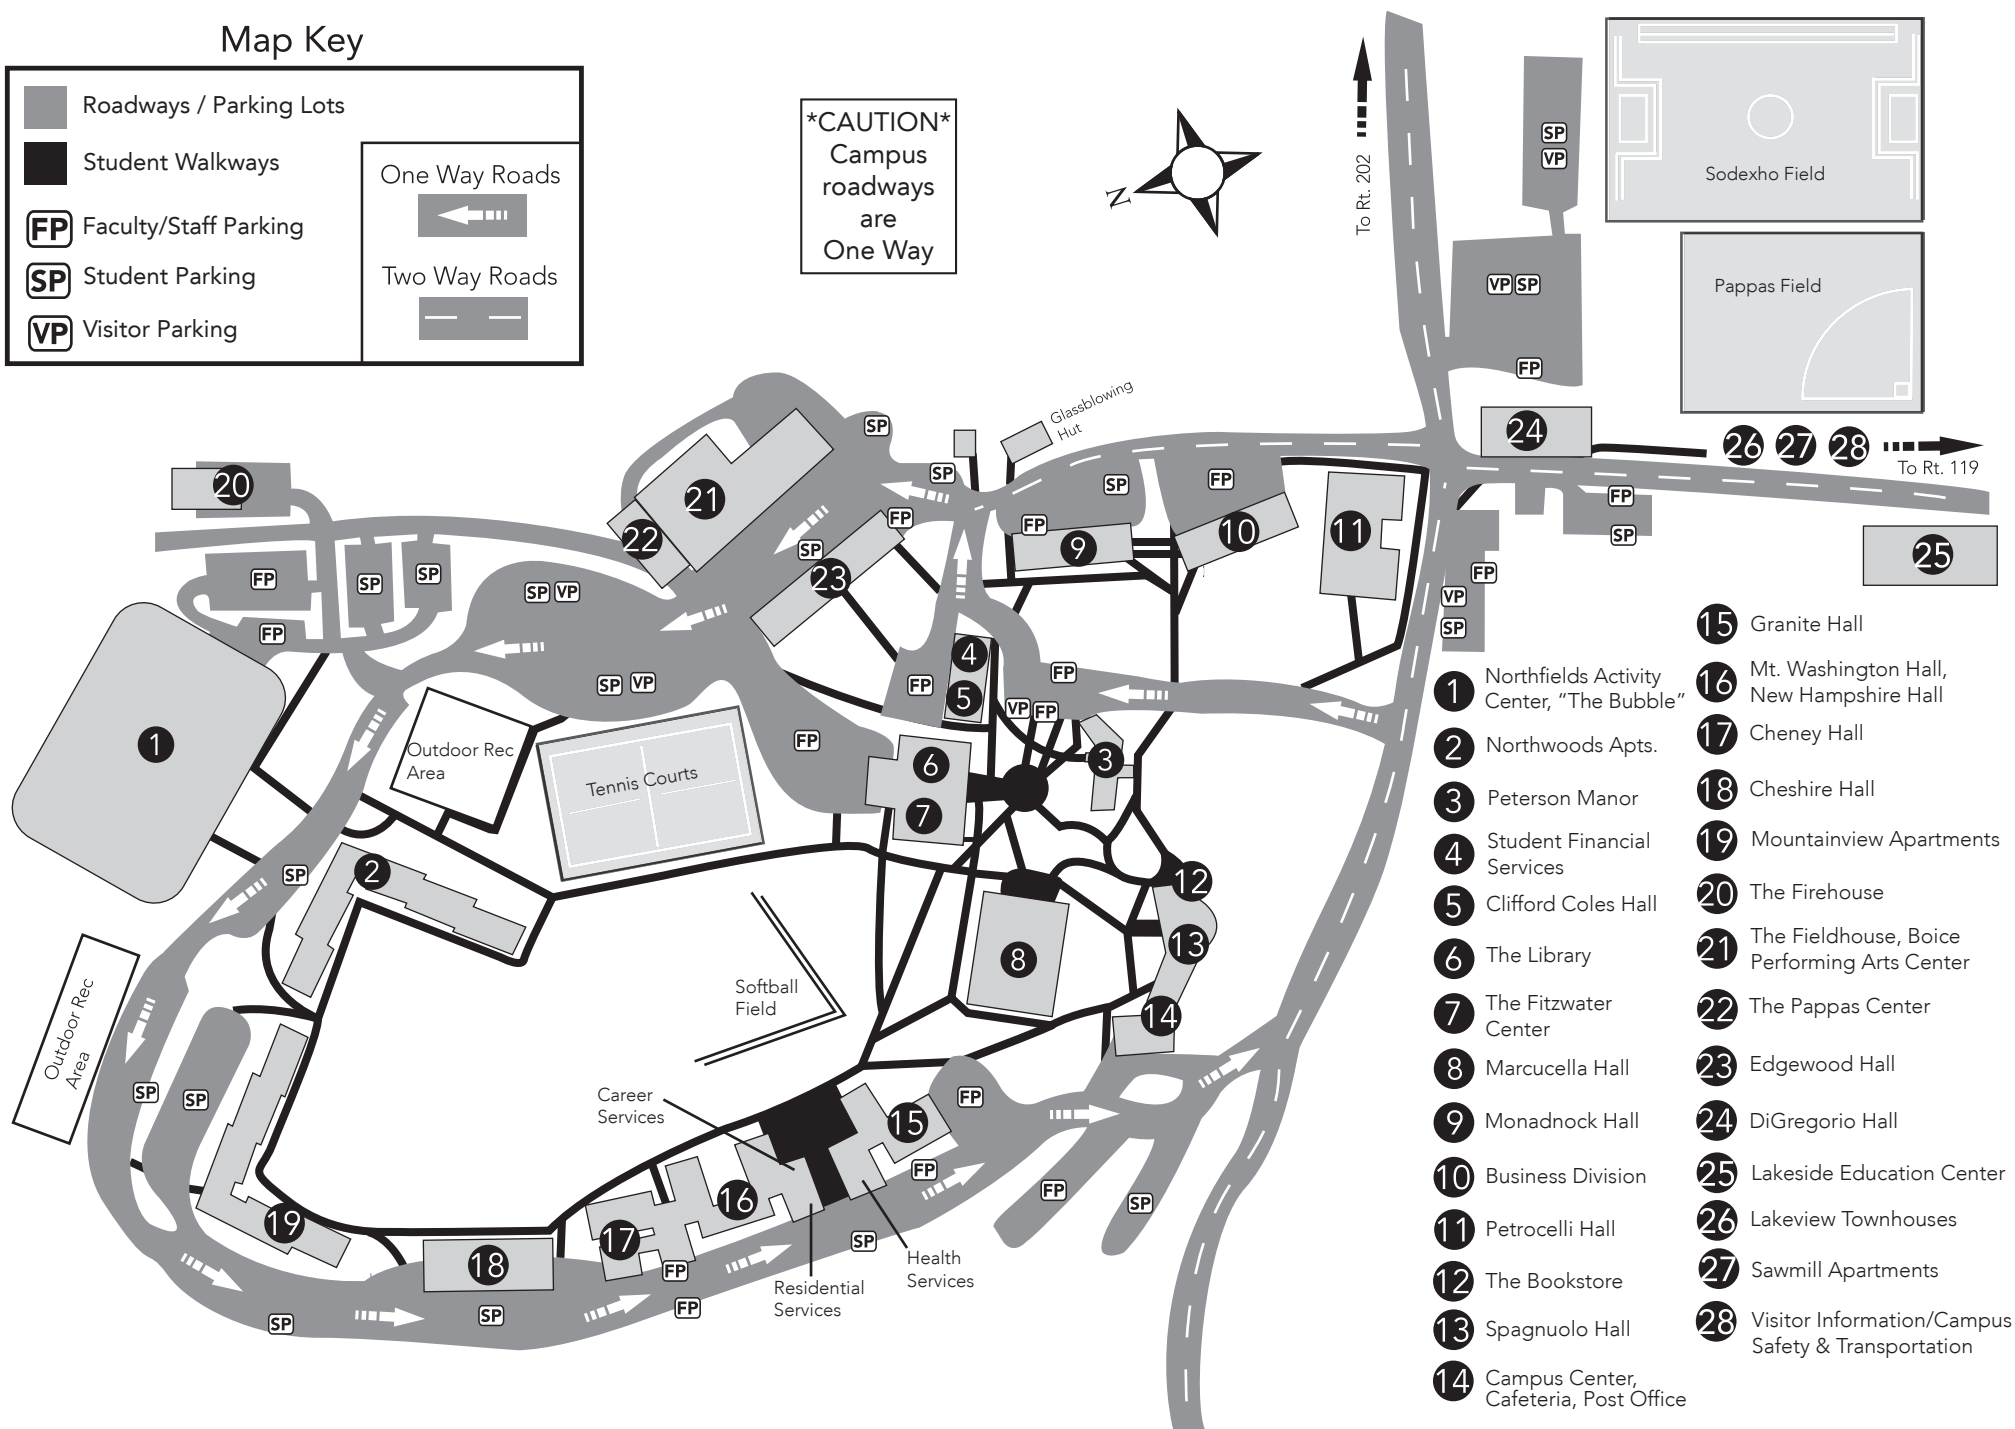 Map Key
Roadways / Parking Lots
Student Walkways
FP Faculty/Staff Parking
SP Student Parking
VP Visitor Parking
One Way Roads
Two Way Roads
*CAUTION*
Campus
roadways
are
One Way
N
To Rt. 202
SP
VP
Sodexho Field
VP SP
FP
Pappas Field
24
26 27 28
To Rt. 119
FP
SP
25
FP
VP
SP
Glassblowing
Hut
SP
SP
SP
FP
FP
FP
SP
20
21
22
23
9
10
11
FP
SP
SP
FP
SP VP
SP VP
4
5
FP
FP
VP FP
3
1
Outdoor Rec
Area
Tennis Courts
FP
6
7
SP
2
12
13
8
14
Softball
Field
Outdoor Rec
Area
SP
SP
Career
Services
15
FP
FP
FP
SP
16
17
18
19
SP
FP
FP
SP
SP
Residential
Services
Health
Services
1 Northfields Activity
Center, “The Bubble”
2 Northwoods Apts.
3 Peterson Manor
4 Student Financial
Services
5 Clifford Coles Hall
6 The Library
7 The Fitzwater
Center
8 Marcucella Hall
9 Monadnock Hall
10 Business Division
11 Petrocelli Hall
12 The Bookstore
13 Spagnuolo Hall
14 Campus Center,
Cafeteria, Post Office
15 Granite Hall
16 Mt. Washington Hall,
New Hampshire Hall
17 Cheney Hall
18 Cheshire Hall
19 Mountainview Apartments
20 The Firehouse
21 The Fieldhouse, Boice
Performing Arts Center
22 The Pappas Center
23 Edgewood Hall
24 DiGregorio Hall
25 Lakeside Education Center
26 Lakeview Townhouses
27 Sawmill Apartments
28 Visitor Information/Campus
Safety & Transportation